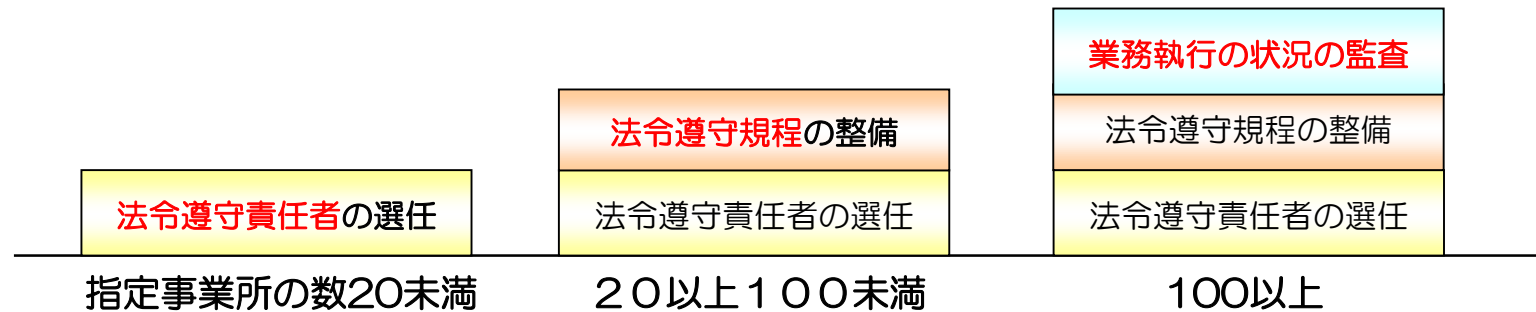 業務執行の状況の監査
法令遵守規程の整備
法令遵守規程の整備
法令遵守責任者の選任
法令遵守責任者の選任
法令遵守責任者の選任
指定事業所の数20未満
２０以上１００未満
100以上